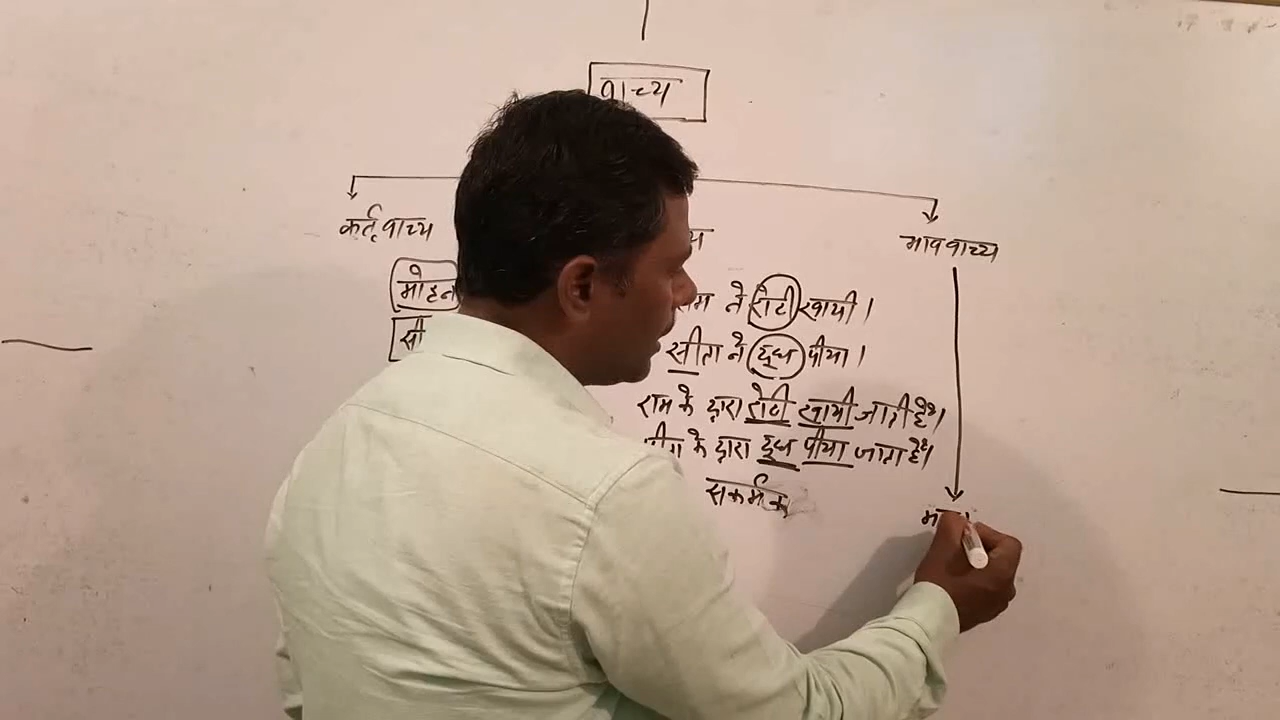 वाच्य
कर्तृवाच्य
भाववाच्य
मोहन
सी
राम ने रोटी खायी।
सीता ने दूध पीया।
राम के द्वारा रोटी खायी जाती है।
के द्वारा दूध पीया जाता है।
सकर्मक